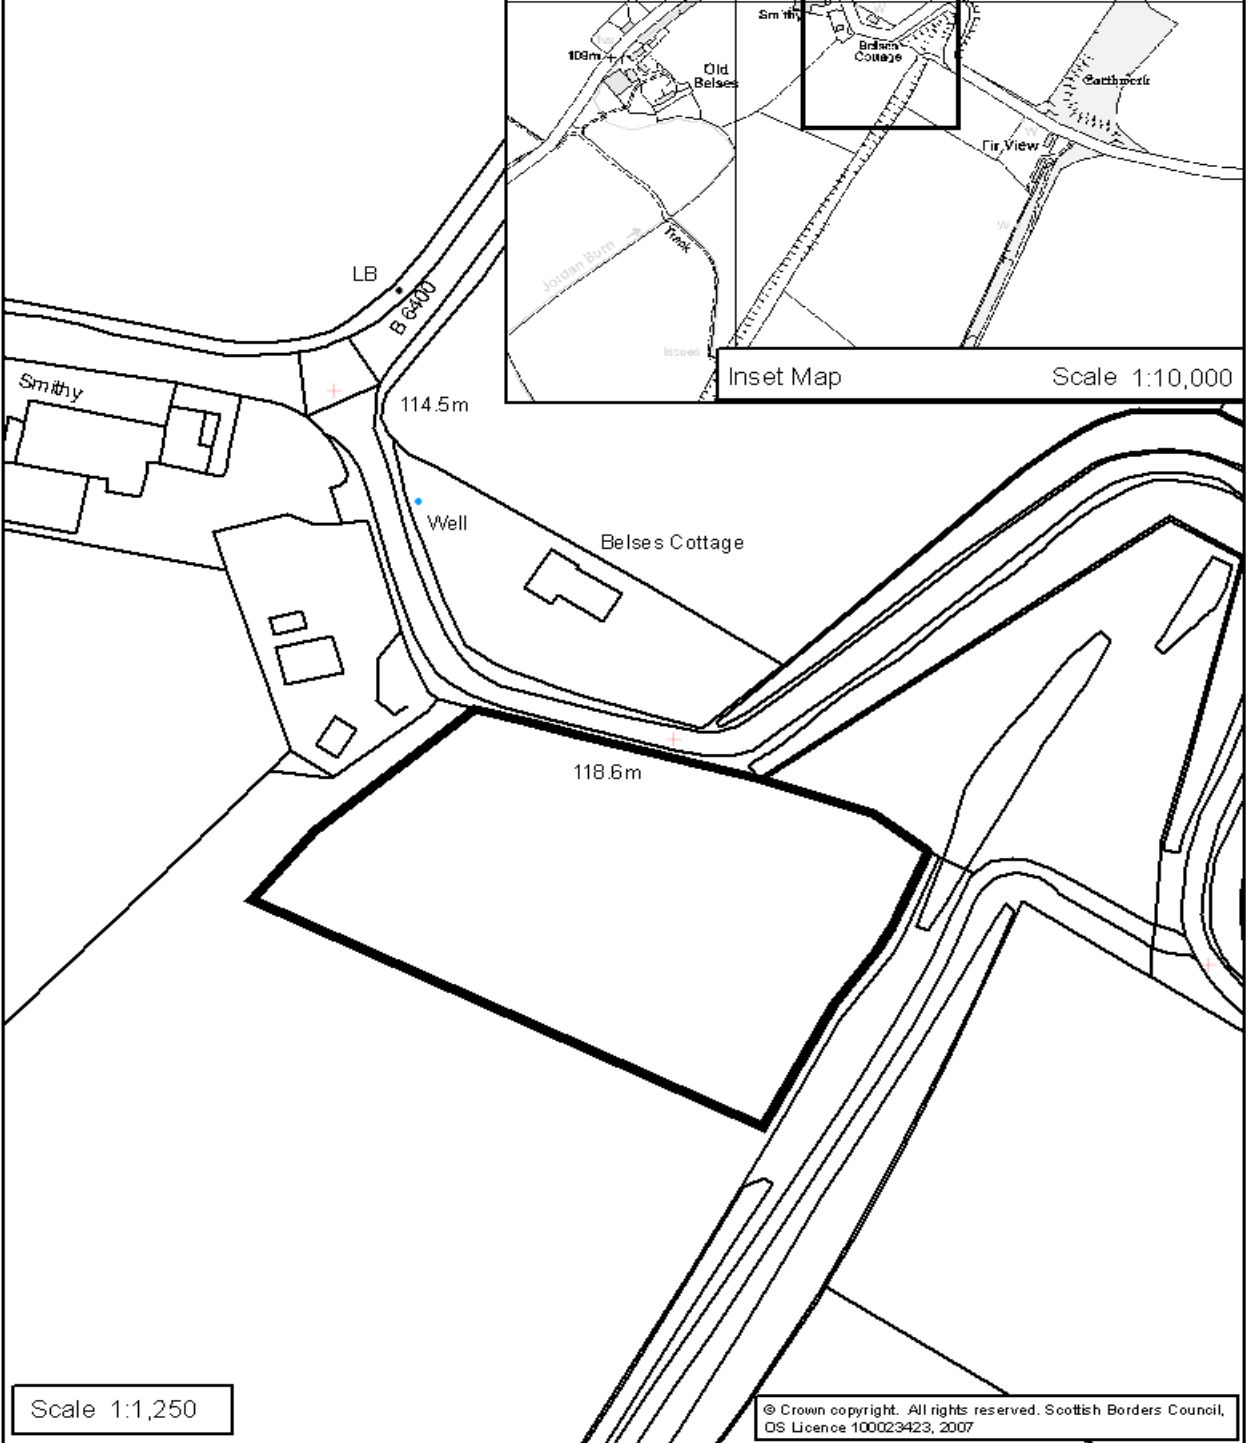 Smithy
W
Belses
Cottage
109m
Old
Belses
Earthwork
W
Fir View
W
Track
Jordan Burn
Issues
Inset Map
Scale 1:10,000
LB
B 6400
Smithy
114.5m
Well
Belses Cottage
118.6m
Scale 1:1,250
© Crown copyright. All rights reserved. Scottish Borders Council,
OS Licence 100023423, 2007